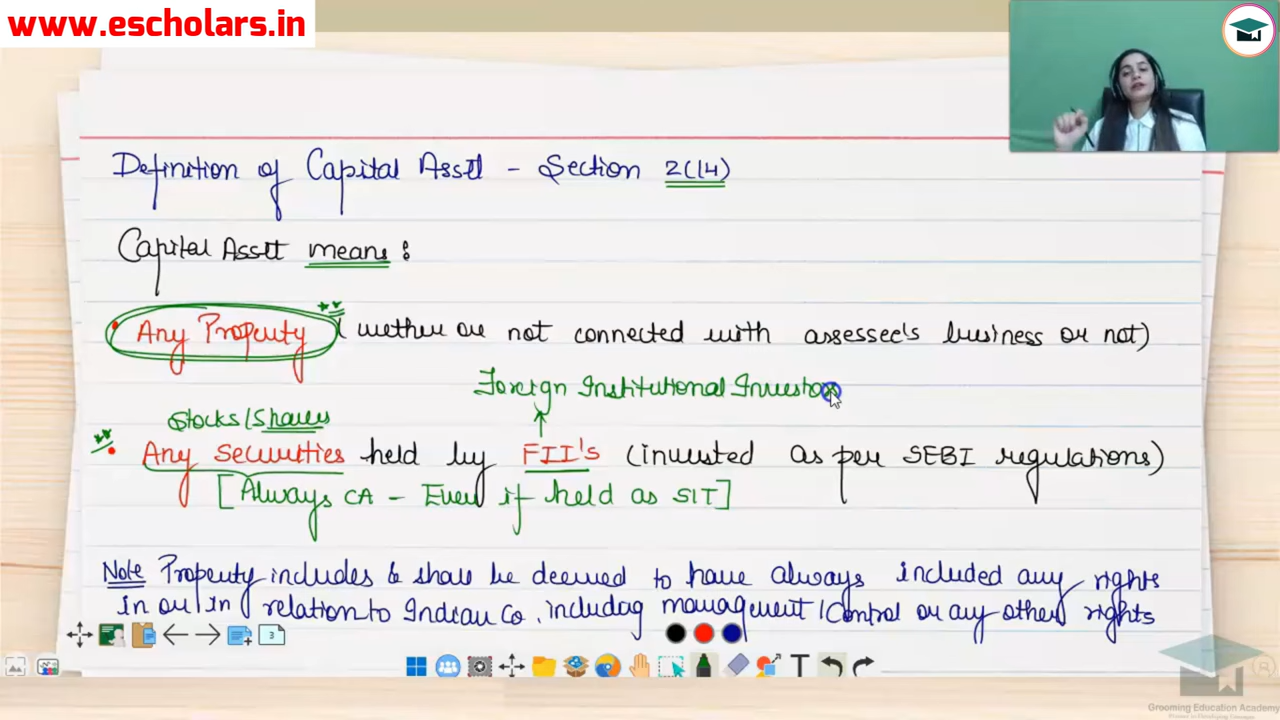 www.escholars.in
Definition of Capital Asset - Section 2(14)
Capital Asset means :
• Any Property ( wether or not connected with assessee's business or not)
Foreign Institutional Investors
Stocks/Shares
• Any securities held by FII's (invested as per SEBI regulations)
[Always CA - Even if held as SIT]
Note Property includes & shall be deemed to have always included any rights
in or in relation to Indian Co, including management/Control or any other rights
3
T
Grooming Education Academy